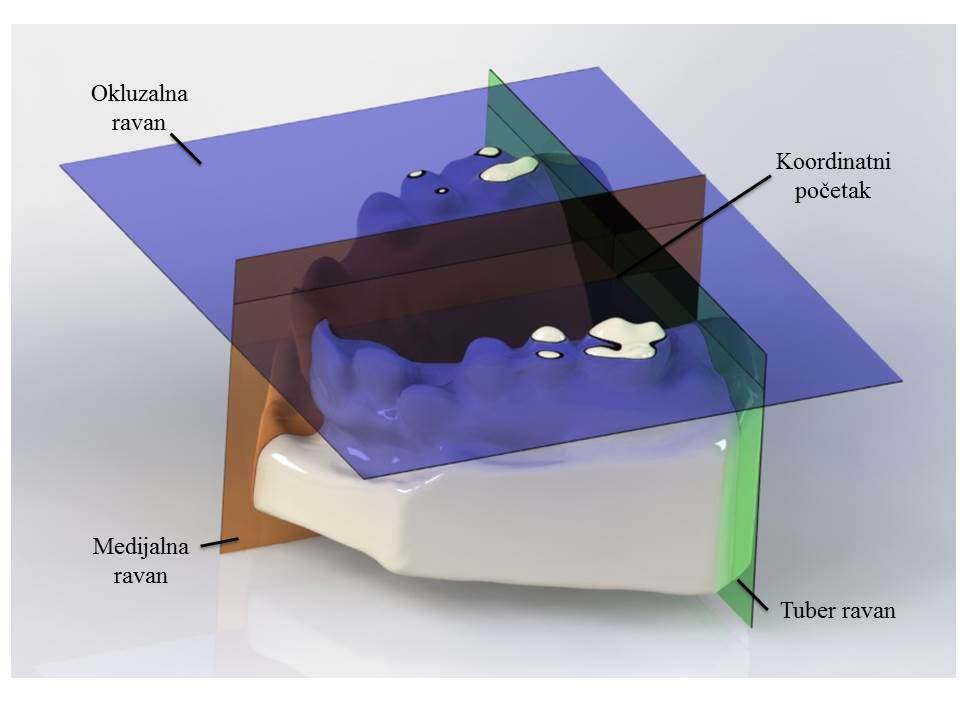 Okluzalna
ravan
Koordinatni
početak
Medijalna
ravan
Tuber ravan